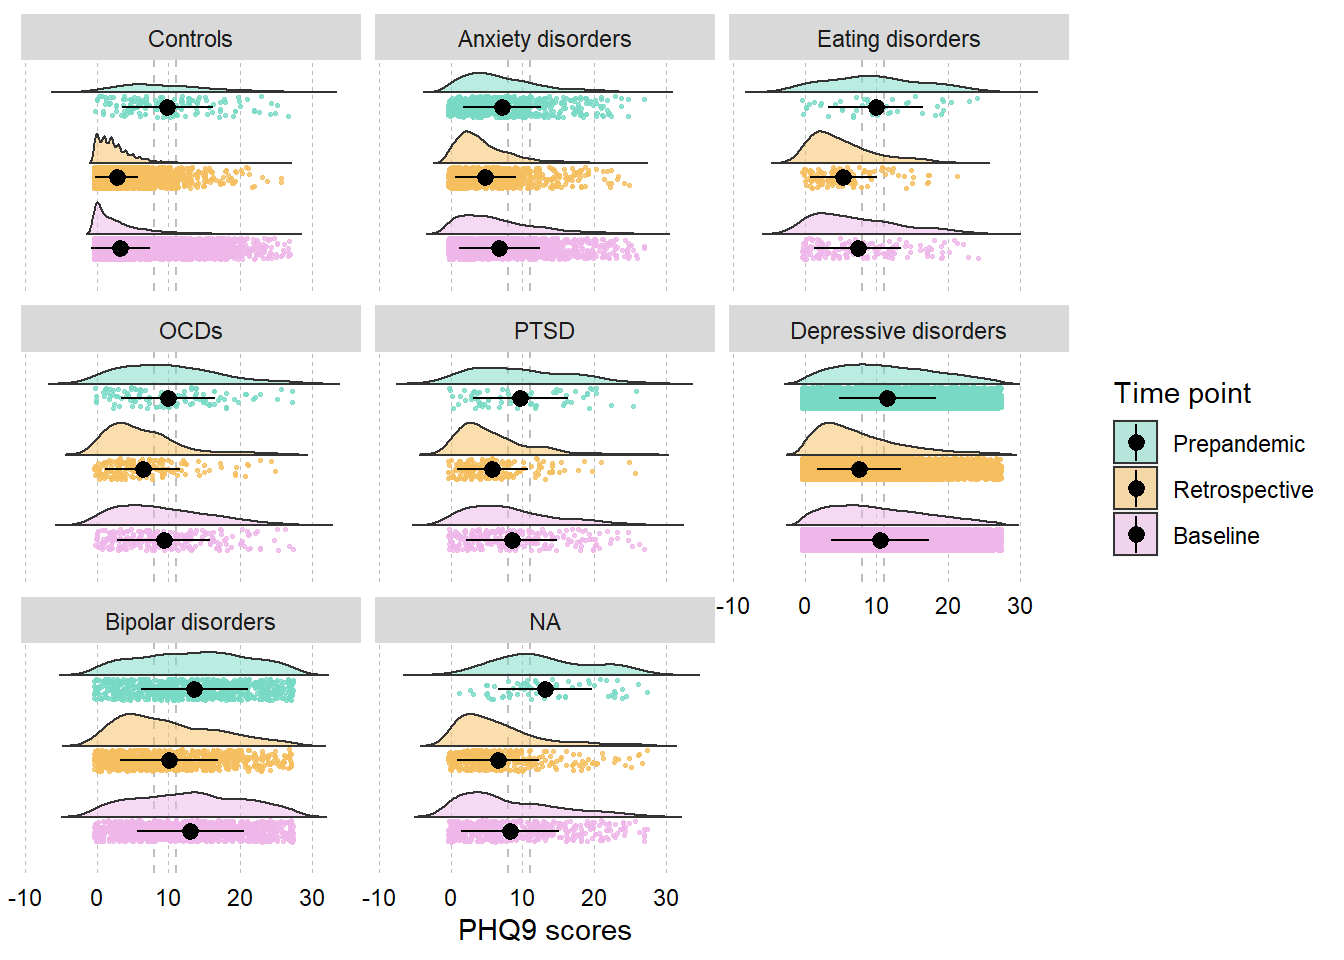 Controls
Anxiety disorders
Eating disorders
OCDs
PTSD
Depressive disorders
Time point
Prepandemic
Retrospective
Baseline
-10 0 10 20 30
Bipolar disorders
NA
-10 0 10 20 30
-10 0 10 20 30
PHQ9 scores